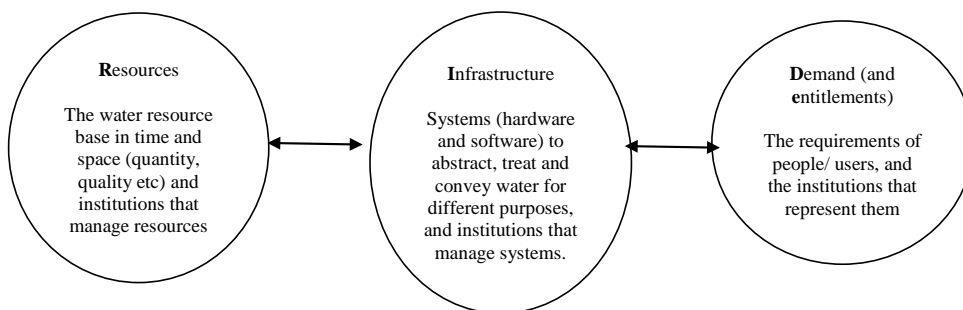 Resources
The water resource
base in time and
space (quantity,
quality etc) and
institutions that
manage resources
Infrastructure
Systems (hardware
and software) to
abstract, treat and
convey water for
different purposes,
and institutions that
manage systems.
Demand (and
entitlements)
The requirements of
people/ users, and
the institutions that
represent them